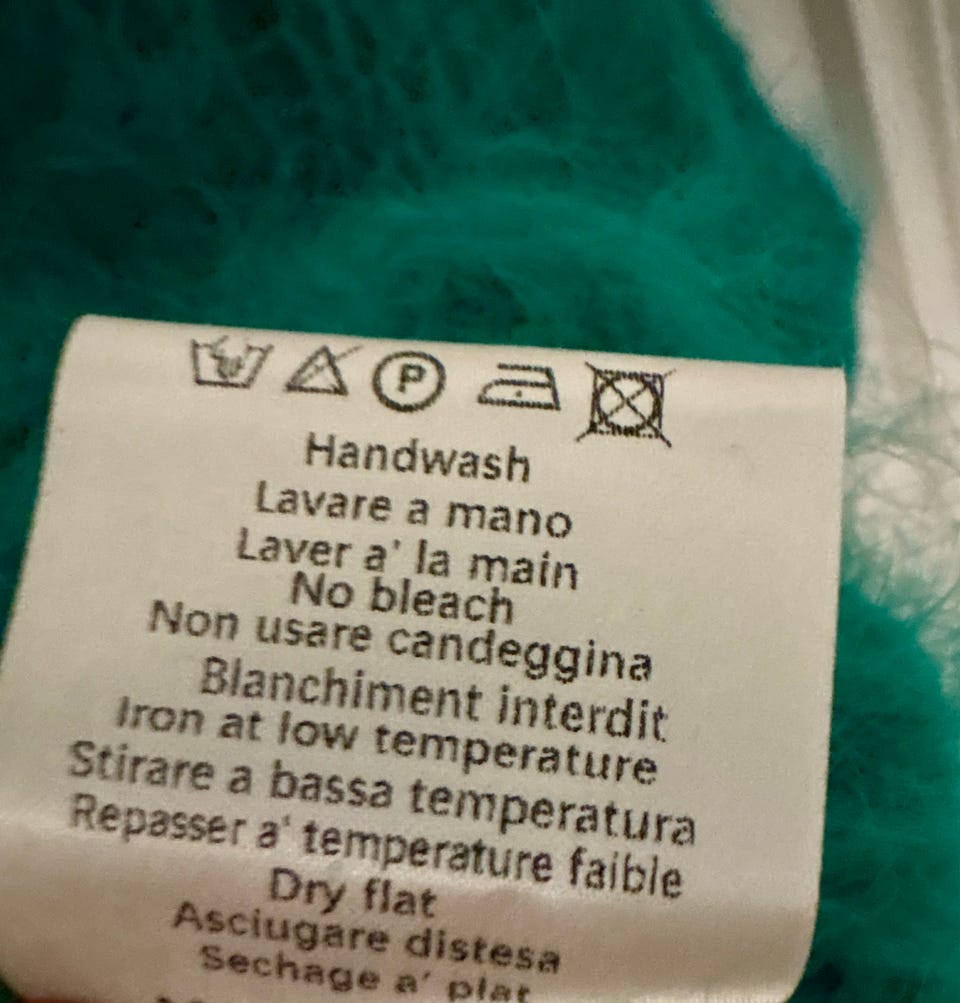 P
Handwash
Lavare a mano
Laver a' la main
No bleach
Non usare candeggina
Blanchiment interdit
Iron at low temperature
Stirare a bassa temperatura
Repasser a' temperature faible
Dry flat
Asciugare distesa
Sechage a' plat